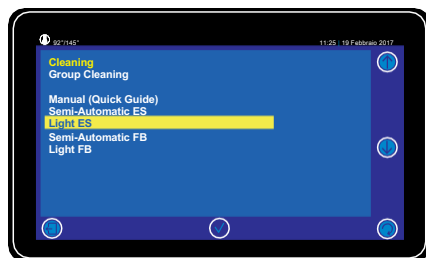 92°/145°
11:25 | 19 Febbraio 2017
Cleaning
Group Cleaning
Manual (Quick Guide)
Semi-Automatic ES
Light ES
Semi-Automatic FB
Light FB